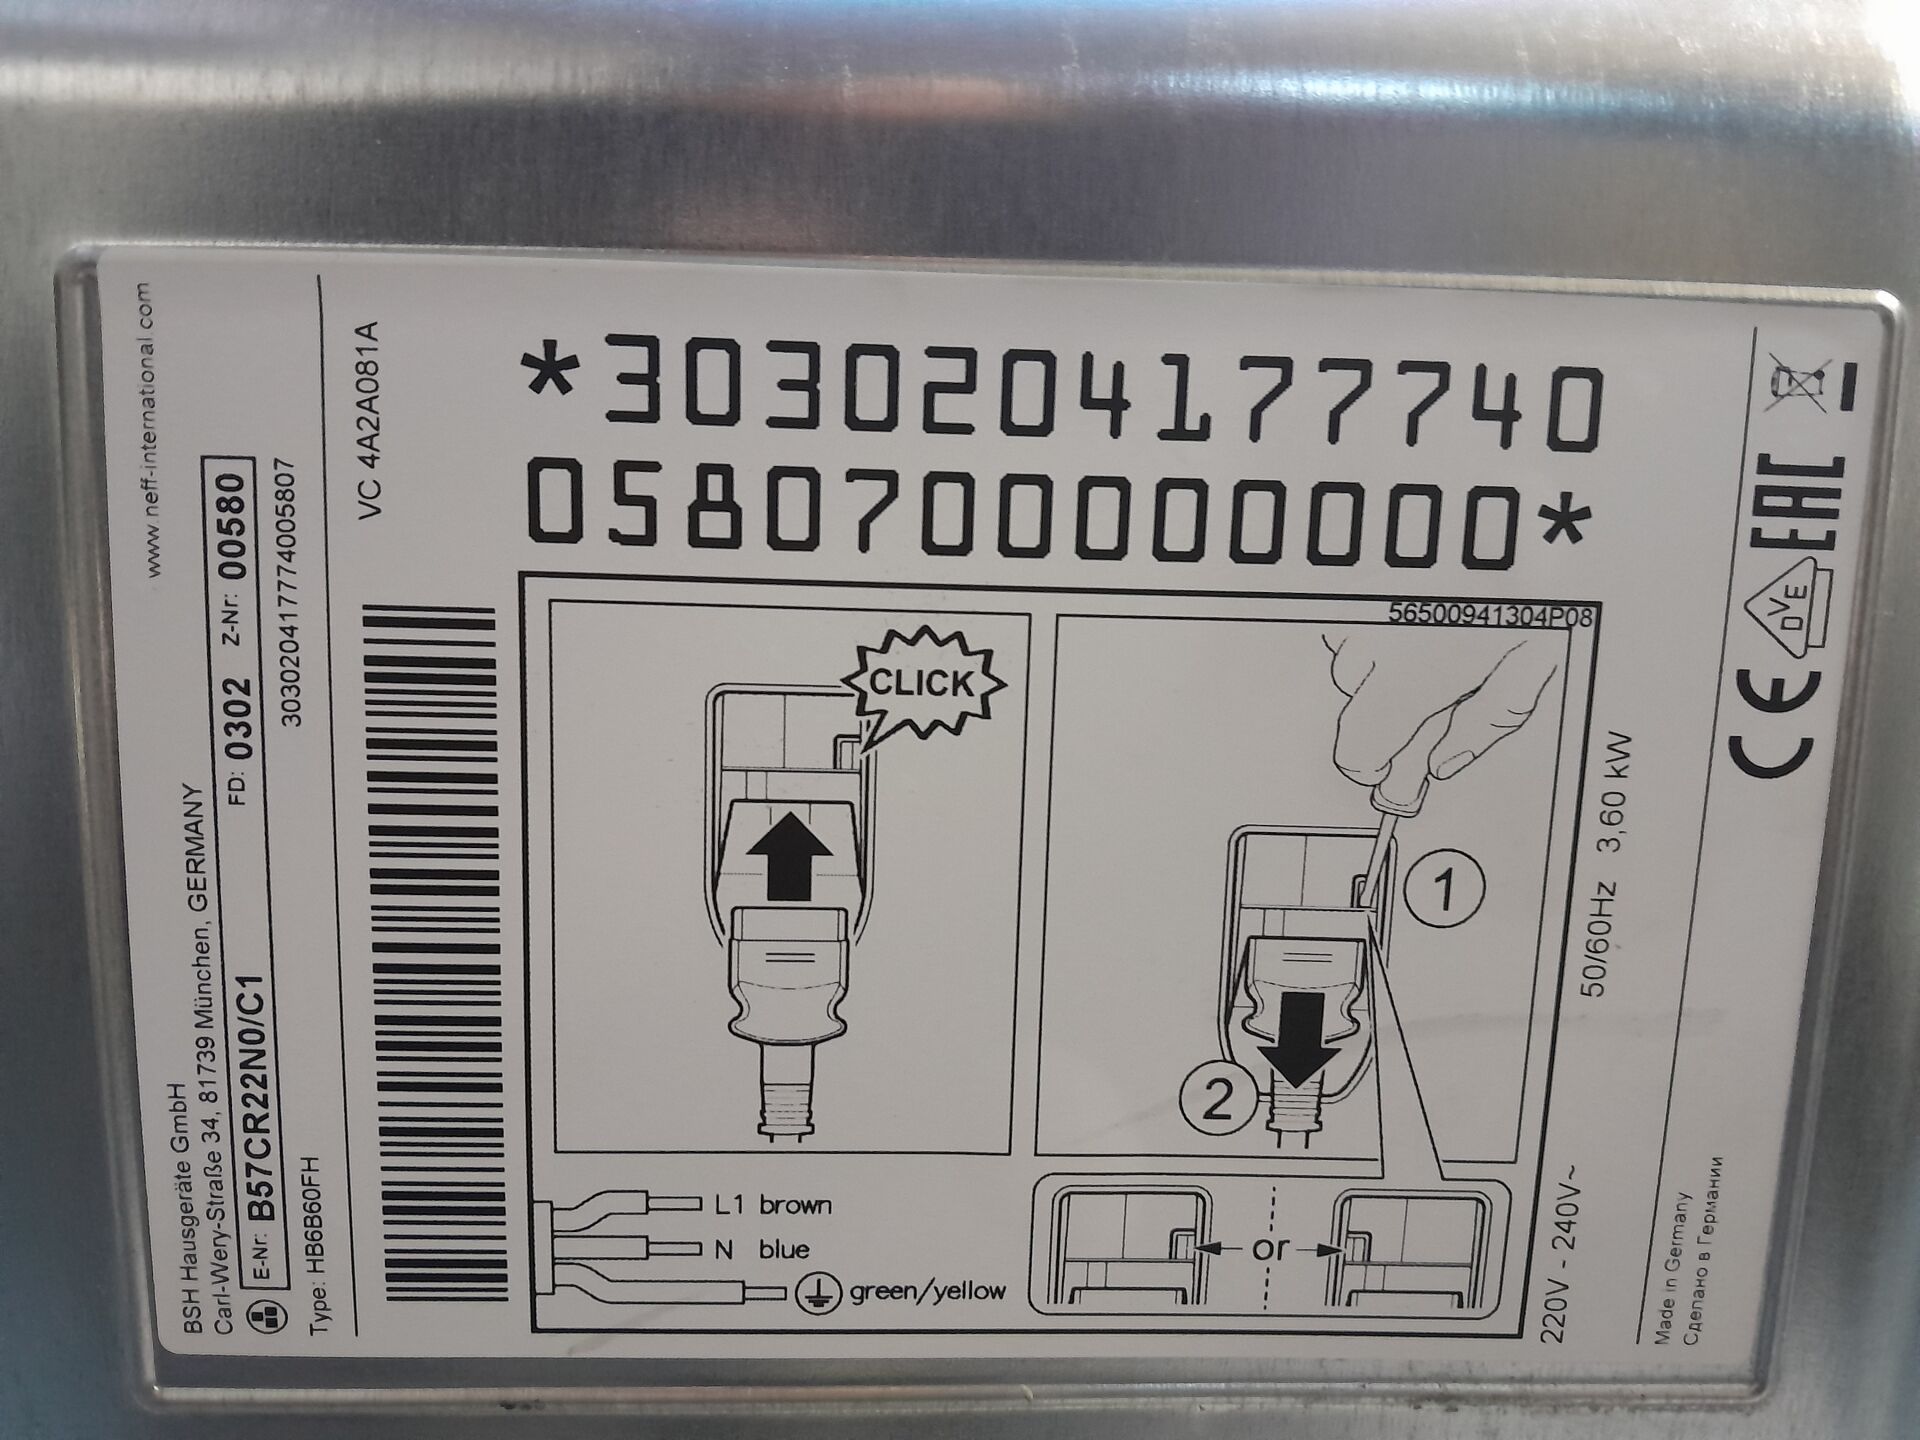 www.neff-international.com
BSH Hausgeräte GmbH
Carl-Wery-Straße 34, 81739 München, GERMANY
E-Nr: B57CR22N0/C1 FD: 0302 Z-Nr: 00580
Type: HB6B60FH 303020417774005807
VC 4A2A081A
*3030204177740
0580700000000*
CLICK
L1 brown
N blue
green/yellow
56500941304P08
1
2
or
220V - 240V~ 50/60Hz 3,60 kW
Made in Germany
Сделано в Германии
CE
DVE
EAC